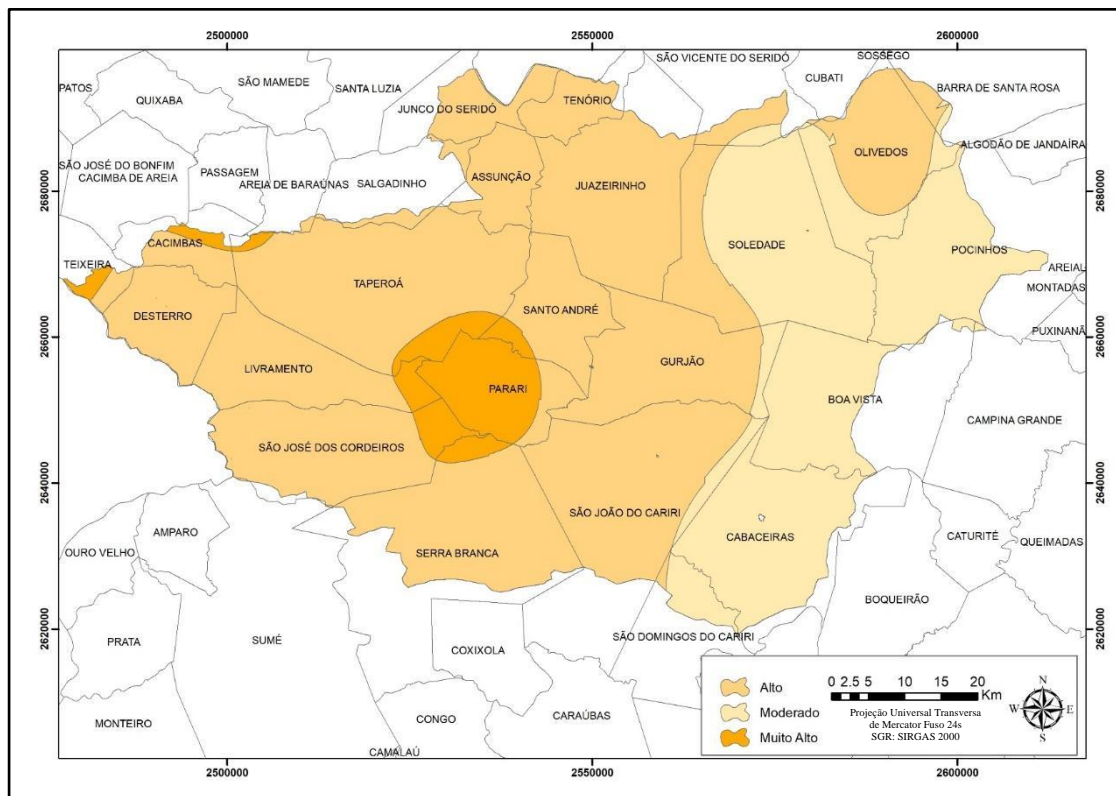 2500000
2550000
2600000
PATOS
QUIXABA
SÃO MAMEDE
SANTA LUZIA
SÃO VICENTE DO SERIDÓ
CUBATI
SOSSEGO
BARRA DE SANTA ROSA
JUNCO DO SERIDÓ
TENÓRIO
OLIVEDOS
ALGODÃO DE JANDAÍRA
SÃO JOSÉ DO BONFIM
CACIMBA DE AREIA
PASSAGEM
AREIA DE BARAÚNAS
SALGADINHO
ASSUNÇÃO
JUAZEIRINHO
2680000
2680000
CACIMBAS
SOLEDADE
POCINHOS
TEIXEIRA
AREIAL
MONTADAS
TAPEROÁ
DESTERRO
SANTO ANDRÉ
PUXINANÃ
2660000
2660000
LIVRAMENTO
GURJÃO
PARARI
BOA VISTA
CAMPINA GRANDE
SÃO JOSÉ DOS CORDEIROS
2640000
2640000
SÃO JOÃO DO CARIRI
AMPARO
OURO VELHO
SERRA BRANCA
CABACEIRAS
CATURITÉ
QUEIMADAS
BOQUEIRÃO
2620000
2620000
PRATA
SUMÉ
COXIXOLA
SÃO DOMINGOS DO CARIRI
MONTEIRO
CONGO
CARAÚBAS
CAMALAÚ
Alto
Moderado
Muito Alto
0 2.5 5 10 15 20
Km
Projeção Universal Transversa
de Mercator Fuso 24s
SGR: SIRGAS 2000
N
W E
S
2500000
2550000
2600000